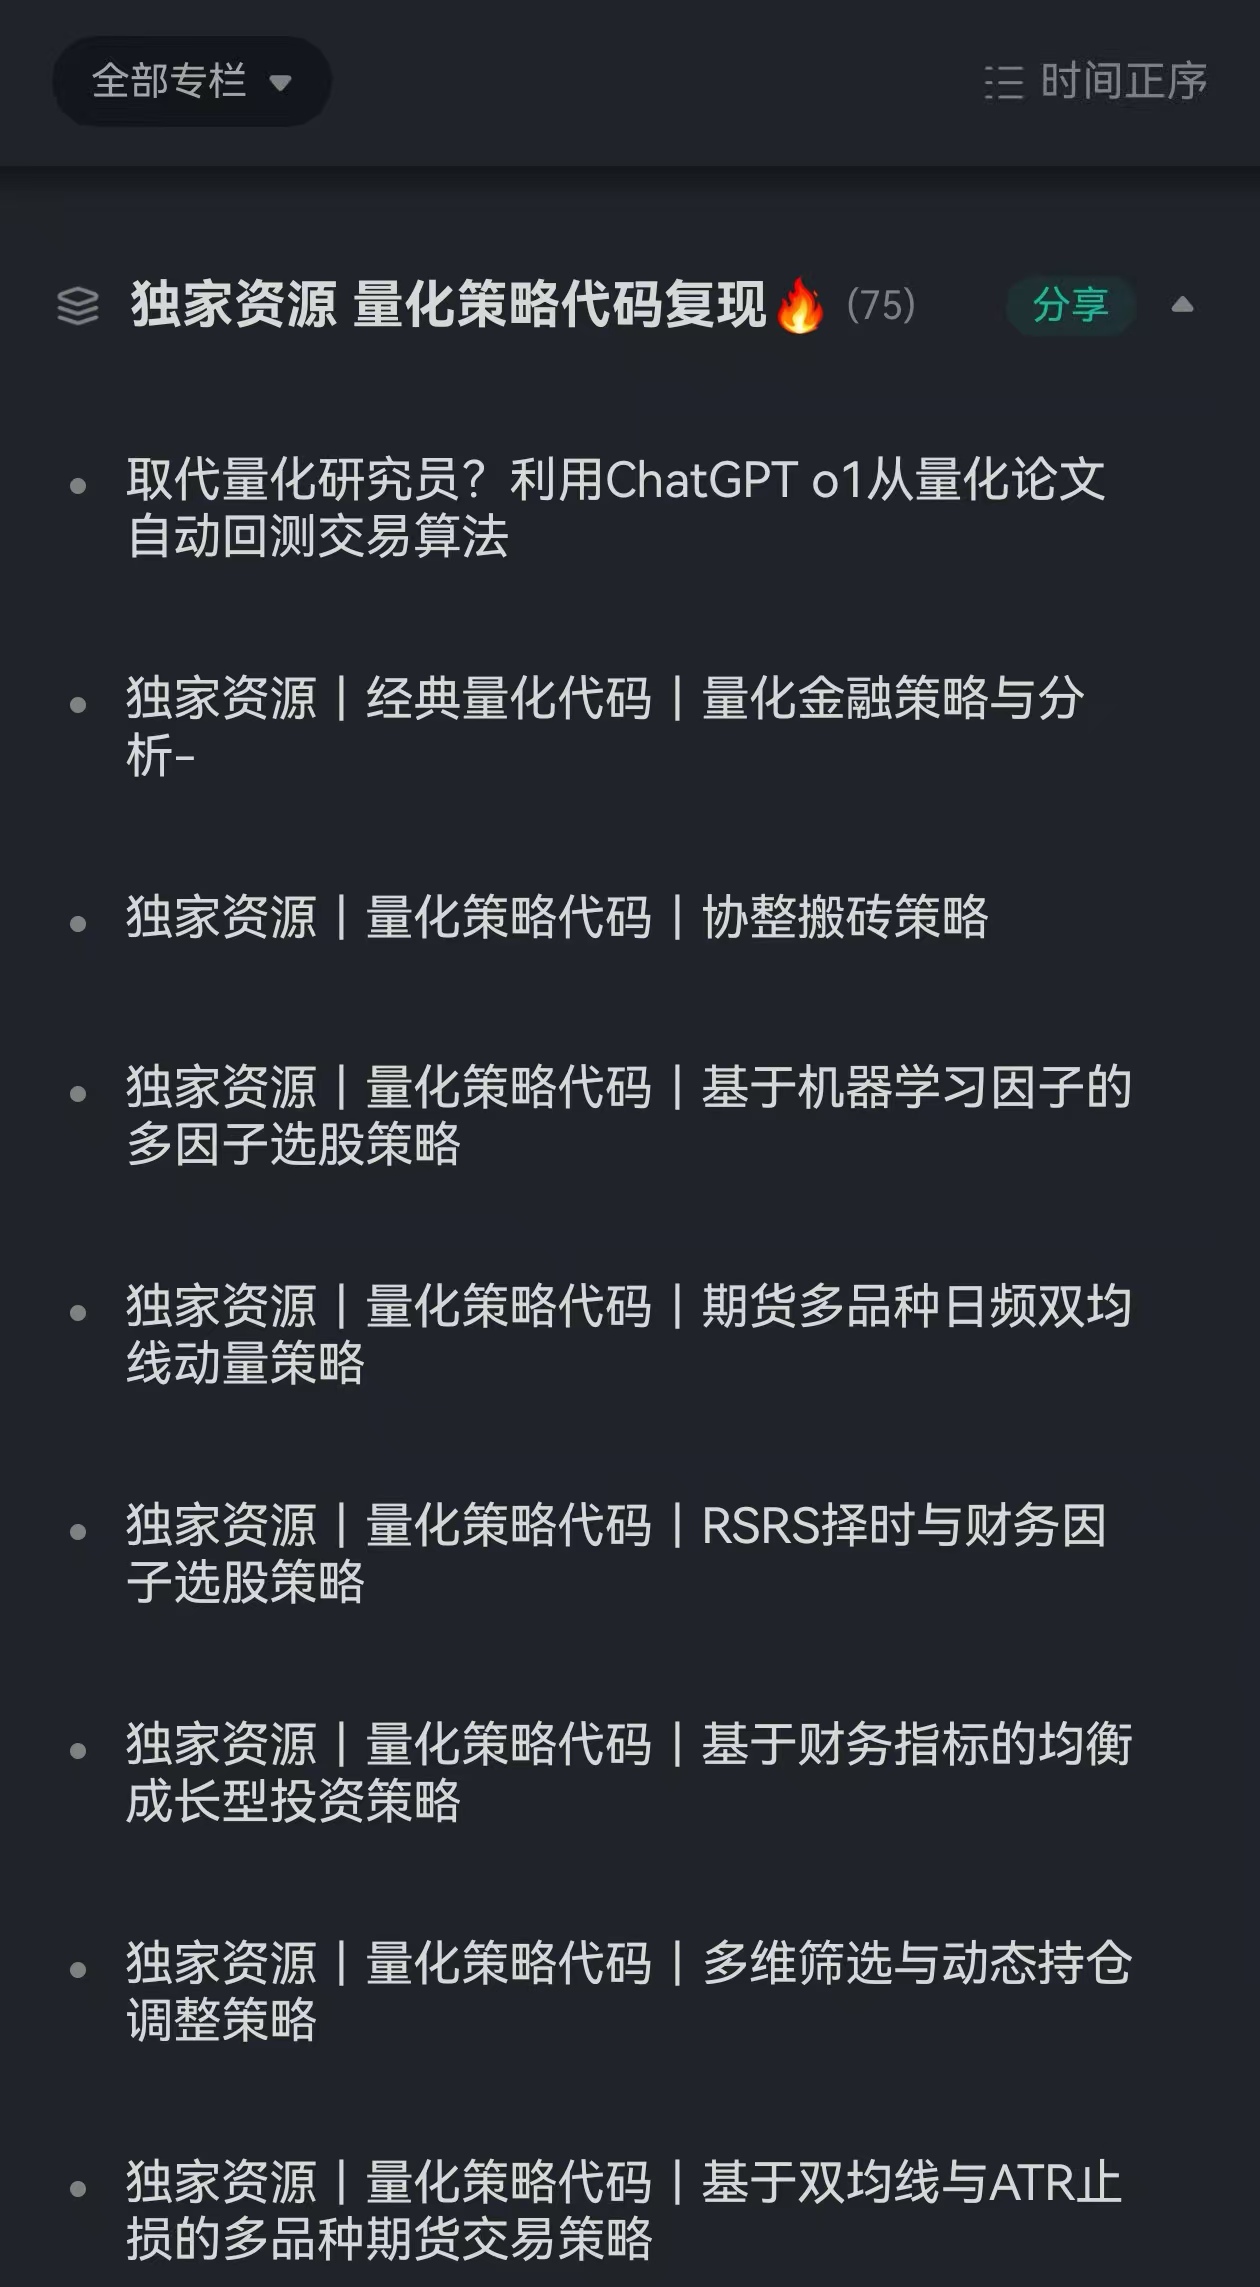 全部专栏
时间正序
独家资源 量化策略代码复现🔥 (75)
分享
取代量化研究员？利用ChatGPT o1从量化论文
自动回测交易算法
独家资源｜经典量化代码｜量化金融策略与分
析-
独家资源｜量化策略代码｜协整搬砖策略
独家资源｜量化策略代码｜基于机器学习因子的
多因子选股策略
独家资源｜量化策略代码｜期货多品种日频双均
线动量策略
独家资源｜量化策略代码｜RSRS择时与财务因
子选股策略
独家资源｜量化策略代码｜基于财务指标的均衡
成长型投资策略
独家资源｜量化策略代码｜多维筛选与动态持仓
调整策略
独家资源｜量化策略代码｜基于双均线与ATR止
损的多品种期货交易策略